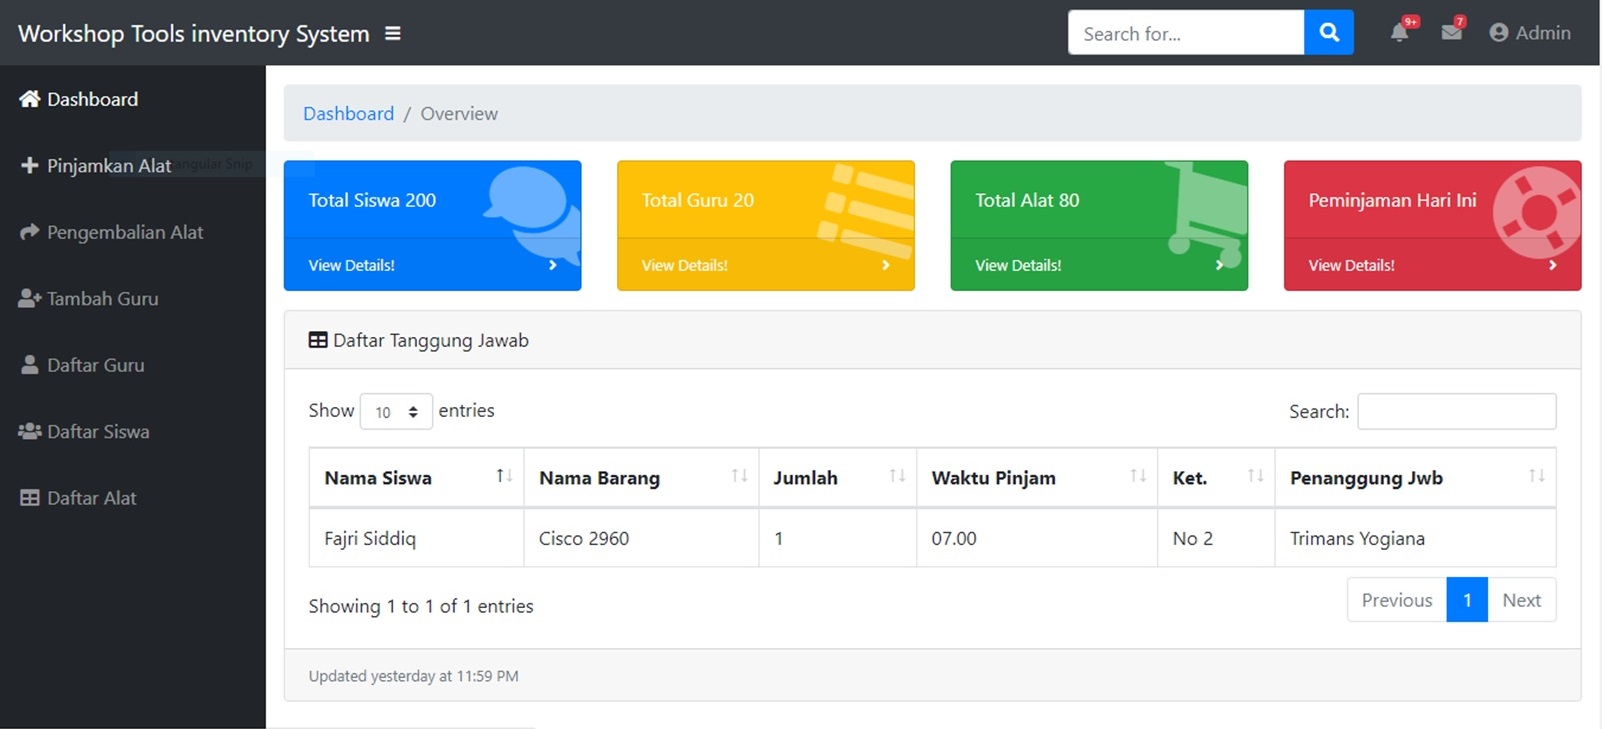 Workshop Tools inventory System
Search for...
9+
7
Admin
Dashboard
Pinjamkan Alat
angular Snip
Pengembalian Alat
Tambah Guru
Daftar Guru
Daftar Siswa
Daftar Alat
Dashboard / Overview
Total Siswa 200
View Details!
Total Guru 20
View Details!
Total Alat 80
View Details!
Peminjaman Hari Ini
View Details!
Daftar Tanggung Jawab
Show 10 entries
Search:
Nama Siswa Nama Barang Jumlah Waktu Pinjam Ket. Penanggung Jwb
Fajri Siddiq Cisco 2960 1 07.00 No 2 Trimans Yogiana
Showing 1 to 1 of 1 entries
Previous 1 Next
Updated yesterday at 11:59 PM